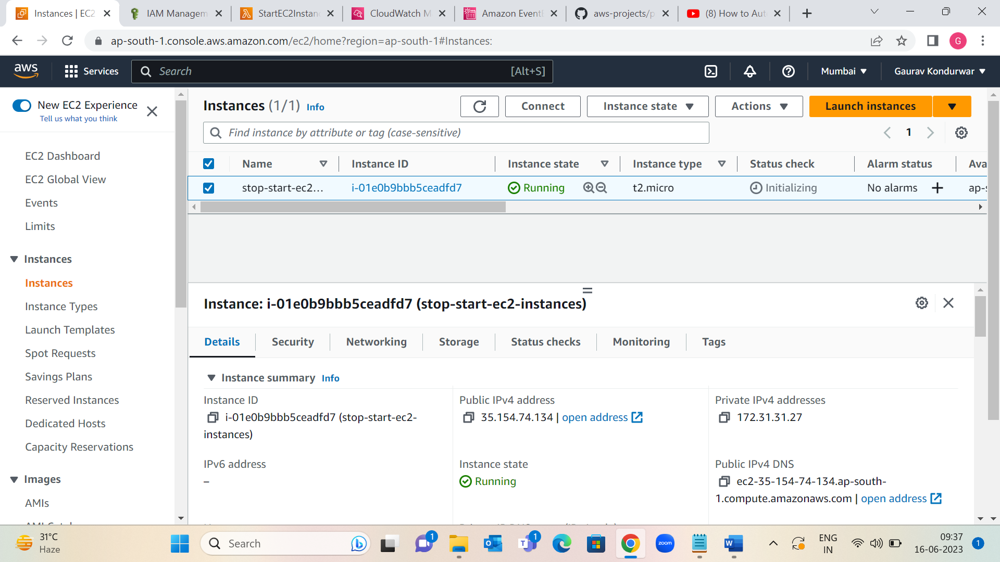 Instances | EC2
IAM Managem
StartEC2Instanc
CloudWatch M
Amazon EventB
aws-projects/p
(8) How to Auto
ap-south-1.console.aws.amazon.com/ec2/home?region=ap-south-1#Instances:
G
aws
Services
Search
[Alt+S]
Mumbai
Gaurav Kondurwar
New EC2 Experience
Tell us what you think
EC2 Dashboard
EC2 Global View
Events
Limits
Instances
Instances
Instance Types
Launch Templates
Spot Requests
Savings Plans
Reserved Instances
Dedicated Hosts
Capacity Reservations
Images
AMIs
Instances (1/1) Info
Connect
Instance state
Actions
Launch instances
Find instance by attribute or tag (case-sensitive)
1
Name
Instance ID
Instance state
Instance type
Status check
Alarm status
Ava
stop-start-ec2...
i-01e0b9bbb5ceadfd7
Running
t2.micro
Initializing
No alarms
ap-s
Instance: i-01e0b9bbb5ceadfd7 (stop-start-ec2-instances)
Details
Security
Networking
Storage
Status checks
Monitoring
Tags
Instance summary Info
Instance ID
i-01e0b9bbb5ceadfd7 (stop-start-ec2-
instances)
Public IPv4 address
35.154.74.134 | open address
Private IPv4 addresses
172.31.31.27
IPv6 address
–
Instance state
Running
Public IPv4 DNS
ec2-35-154-74-134.ap-south-
1.compute.amazonaws.com | open address
31°C
Haze
Search
1
1
zoom
ENG
IN
09:37
16-06-2023
1